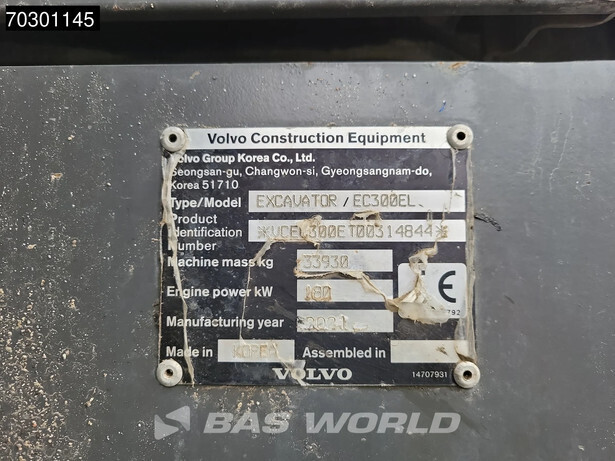 70301145
Volvo Construction Equipment
Volvo Group Korea Co., Ltd.
Seongsan-gu, Changwon-si, Gyeongsangnam-do,
Korea 51710
Type/Model EXCAVATOR / EC300EL
Product
Identification
Number
Machine mass kg 33930
Engine power kW 180
CE
Manufacturing year
Made in KOREA Assembled in
VOLVO 14707931
BAS WORLD